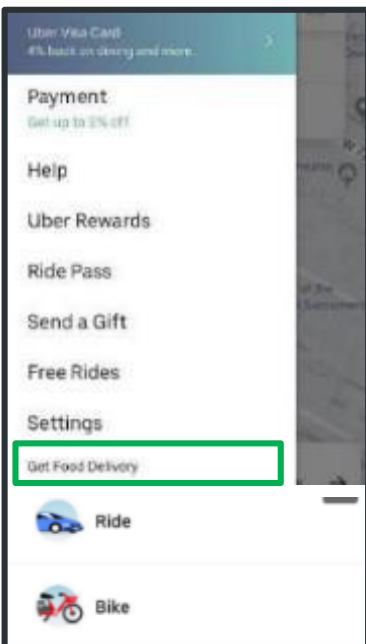 Uber Visa Card
4% back on dining and more.
Payment
Get up to 5% off
Help
Uber Rewards
Ride Pass
Send a Gift
Free Rides
Settings
Get Food Delivery
Ride
Bike